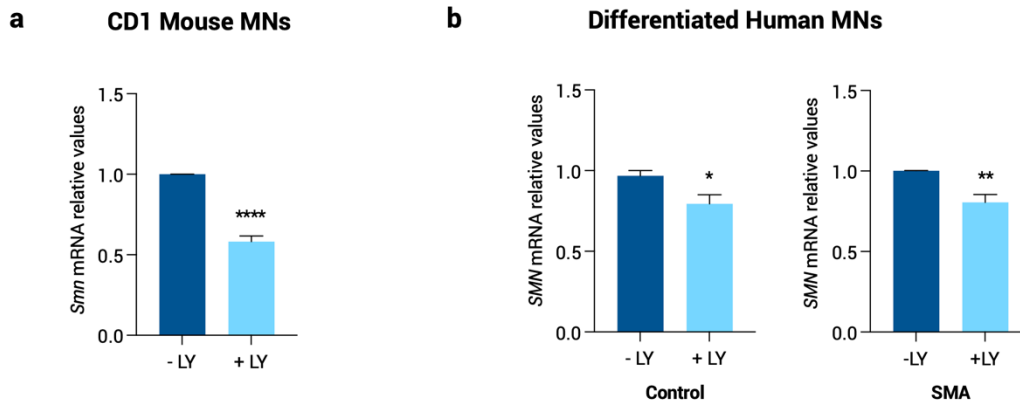 a
CD1 Mouse MNs
Smn mRNA relative values
1.5
1.0
0.5
0.0
****
- LY
+ LY
b
Differentiated Human MNs
SMN mRNA relative values
1.5
1.0
0.5
0.0
*
- LY
+ LY
Control
SMN mRNA relative values
1.5
1.0
0.5
0.0
**
-LY
+LY
SMA